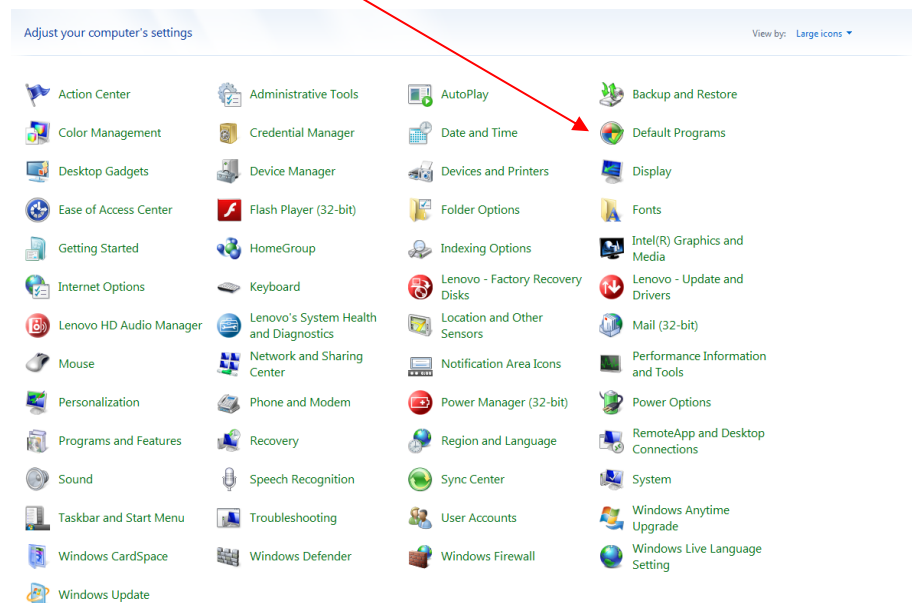 Adjust your computer's settings
View by: Large icons
Action Center
Administrative Tools
AutoPlay
Backup and Restore
Color Management
Credential Manager
Date and Time
Default Programs
Desktop Gadgets
Device Manager
Devices and Printers
Display
Ease of Access Center
Flash Player (32-bit)
Folder Options
Fonts
Getting Started
HomeGroup
Indexing Options
Intel(R) Graphics and
Media
Internet Options
Keyboard
Lenovo - Factory Recovery
Disks
Lenovo - Update and
Drivers
Lenovo HD Audio Manager
Lenovo's System Health
and Diagnostics
Location and Other
Sensors
Mail (32-bit)
Mouse
Network and Sharing
Center
Notification Area Icons
Performance Information
and Tools
Personalization
Phone and Modem
Power Manager (32-bit)
Power Options
Programs and Features
Recovery
Region and Language
RemoteApp and Desktop
Connections
Sound
Speech Recognition
Sync Center
System
Taskbar and Start Menu
Troubleshooting
User Accounts
Windows Anytime
Upgrade
Windows CardSpace
Windows Defender
Windows Firewall
Windows Live Language
Setting
Windows Update